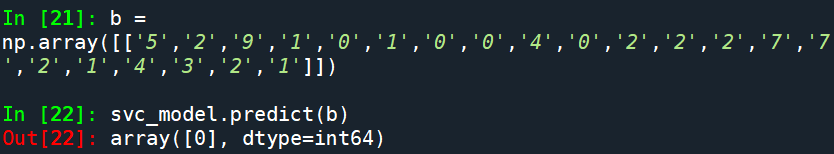 In [21]: b =
np.array([['5','2','9','1','0','1','0','0','4','0','2','2','2','7','7
','2','1','4','3','2','1']])
In [22]: svc_model.predict(b)
Out[22]: array([0], dtype=int64)